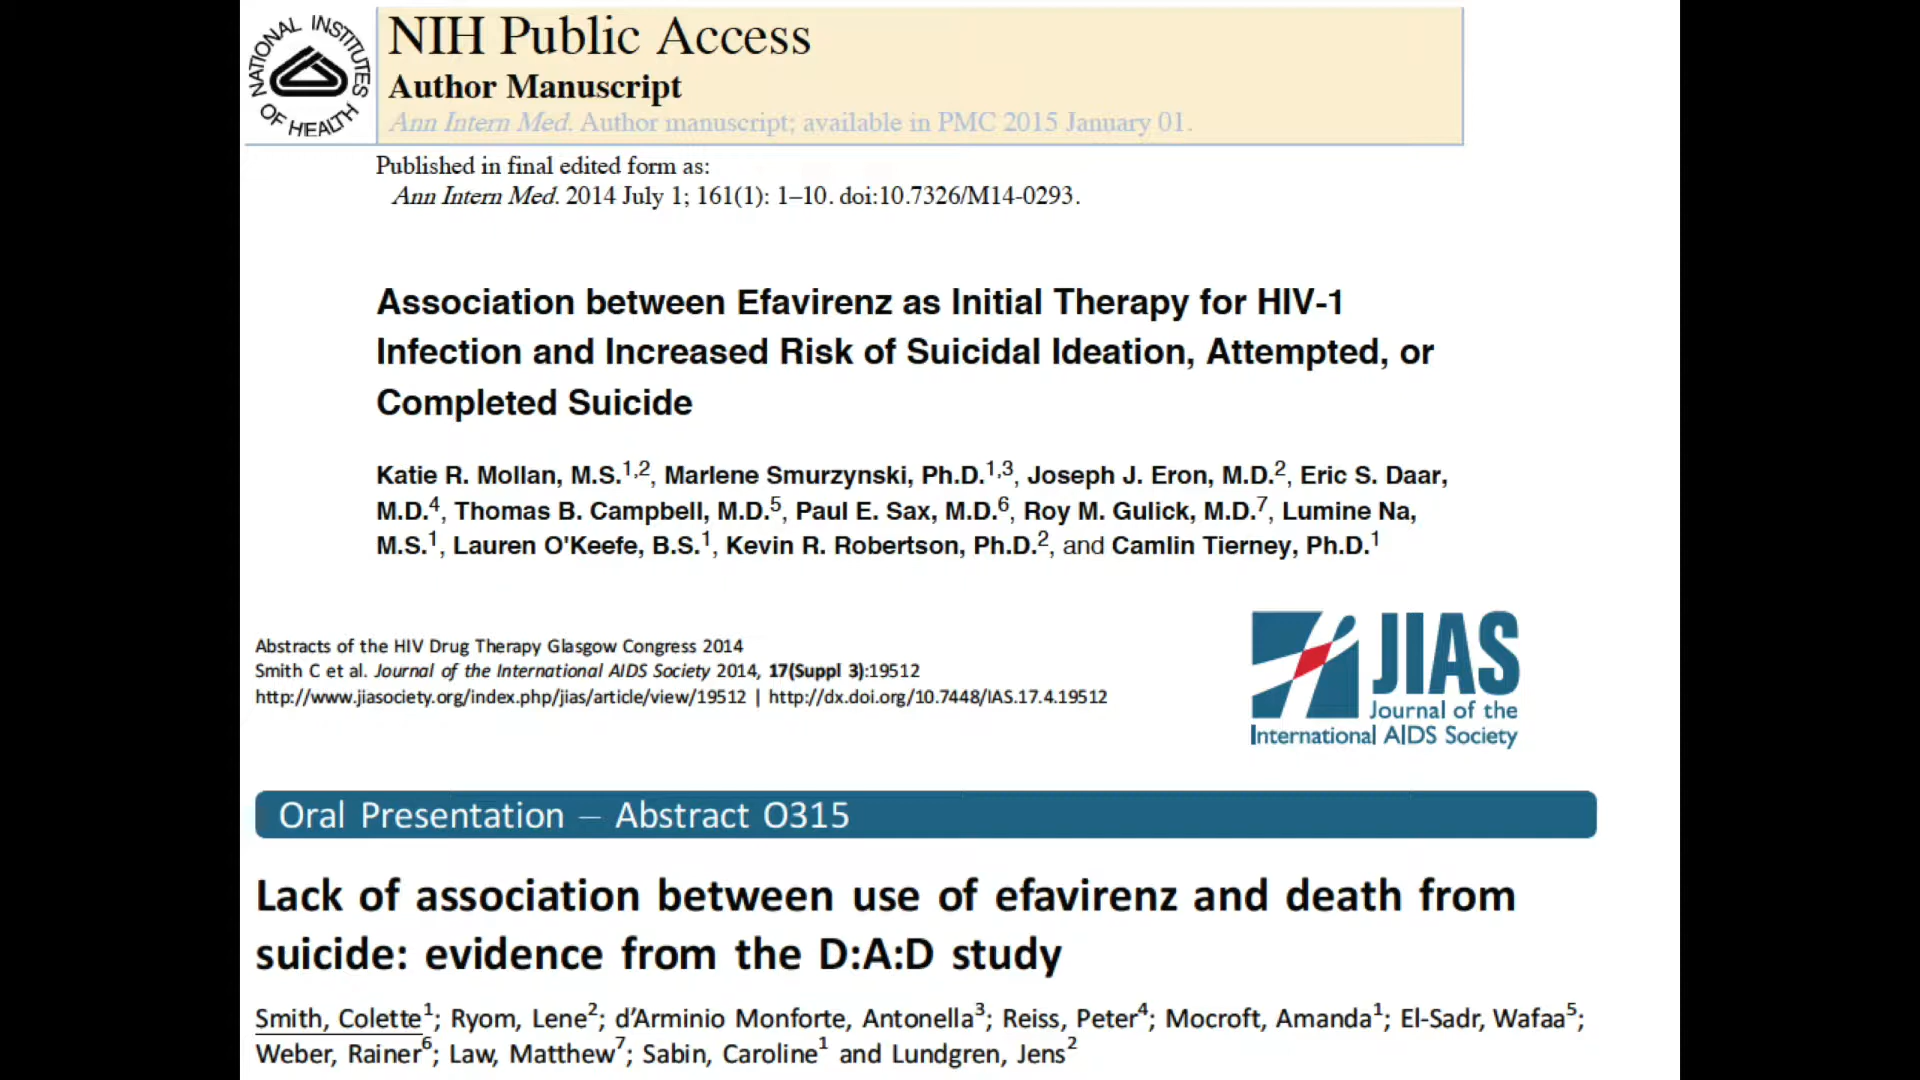 NATIONAL INSTITUTES OF HEALTH
NIH Public Access
Author Manuscript
Ann Intern Med. Author manuscript; available in PMC 2015 January 01.
Published in final edited form as:
Ann Intern Med. 2014 July 1; 161(1): 1–10. doi:10.7326/M14-0293.
Association between Efavirenz as Initial Therapy for HIV-1
Infection and Increased Risk of Suicidal Ideation, Attempted, or
Completed Suicide
Katie R. Mollan, M.S.1,2, Marlene Smurzynski, Ph.D.1,3, Joseph J. Eron, M.D.2, Eric S. Daar,
M.D.4, Thomas B. Campbell, M.D.5, Paul E. Sax, M.D.6, Roy M. Gulick, M.D.7, Lumine Na,
M.S.1, Lauren O'Keefe, B.S.1, Kevin R. Robertson, Ph.D.2, and Camlin Tierney, Ph.D.1
Abstracts of the HIV Drug Therapy Glasgow Congress 2014
Smith C et al. Journal of the International AIDS Society 2014, 17(Suppl 3):19512
http://www.jiasociety.org/index.php/jias/article/view/19512 | http://dx.doi.org/10.7448/IAS.17.4.19512
JIAS
Journal of the
International AIDS Society
Oral Presentation – Abstract O315
Lack of association between use of efavirenz and death from
suicide: evidence from the D:A:D study
Smith, Colette1; Ryom, Lene2; d'Arminio Monforte, Antonella3; Reiss, Peter4; Mocroft, Amanda1; El-Sadr, Wafaa5;
Weber, Rainer6; Law, Matthew7; Sabin, Caroline1 and Lundgren, Jens2